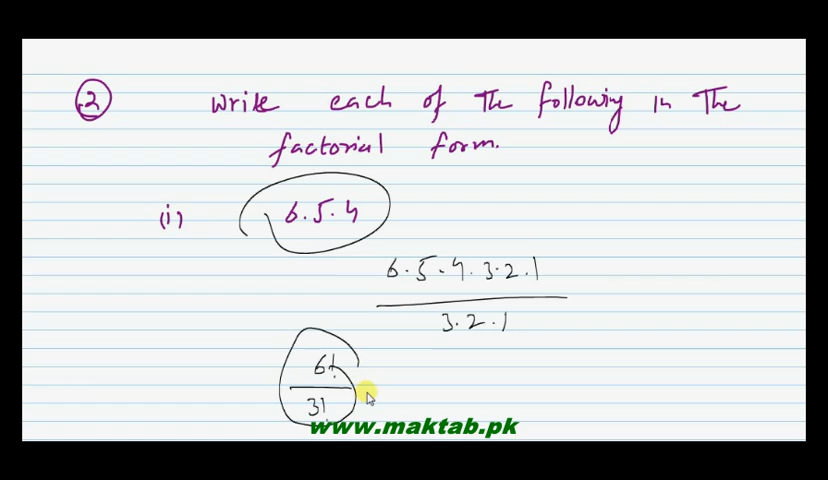 2 Write each of The following in The
factorial form.
(i) 6.5.4
6.5.4.3.2.1
3.2.1
6!
3!
www.maktab.pk